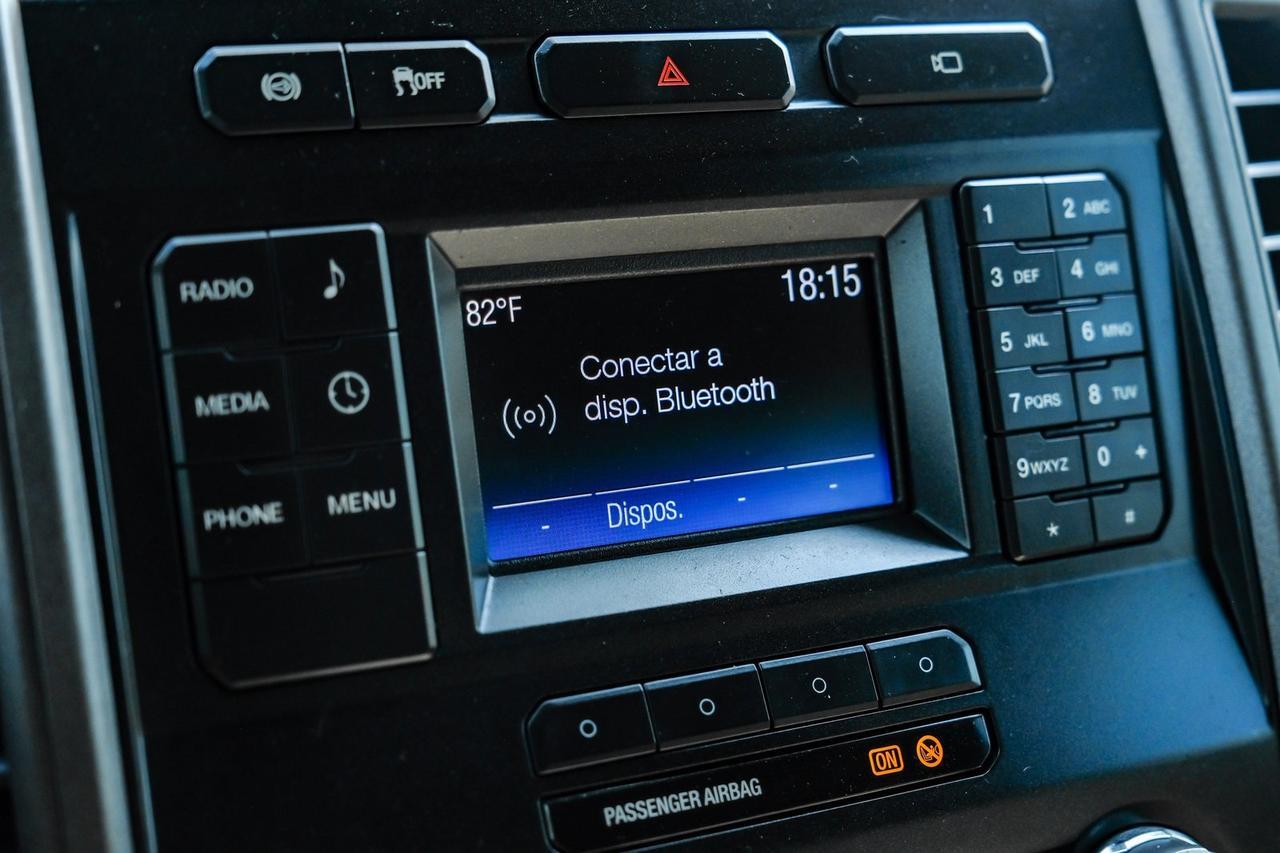 OFF
RADIO
MEDIA
PHONE
MENU
82°F
18:15
Conectar a
disp. Bluetooth
- Dispos. - -
1
2 ABC
3 DEF
4 GHI
5 JKL
6 MNO
7 PQRS
8 TUV
9 WXYZ
0 +
*
#
PASSENGER AIRBAG
ON